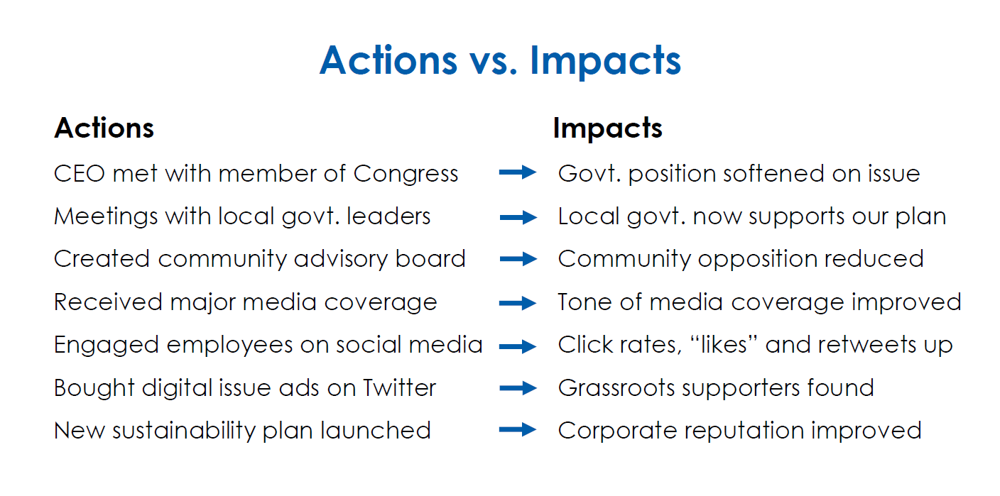 Actions vs. Impacts
Actions Impacts
CEO met with member of Congress Govt. position softened on issue
Meetings with local govt. leaders Local govt. now supports our plan
Created community advisory board Community opposition reduced
Received major media coverage Tone of media coverage improved
Engaged employees on social media Click rates, “likes” and retweets up
Bought digital issue ads on Twitter Grassroots supporters found
New sustainability plan launched Corporate reputation improved